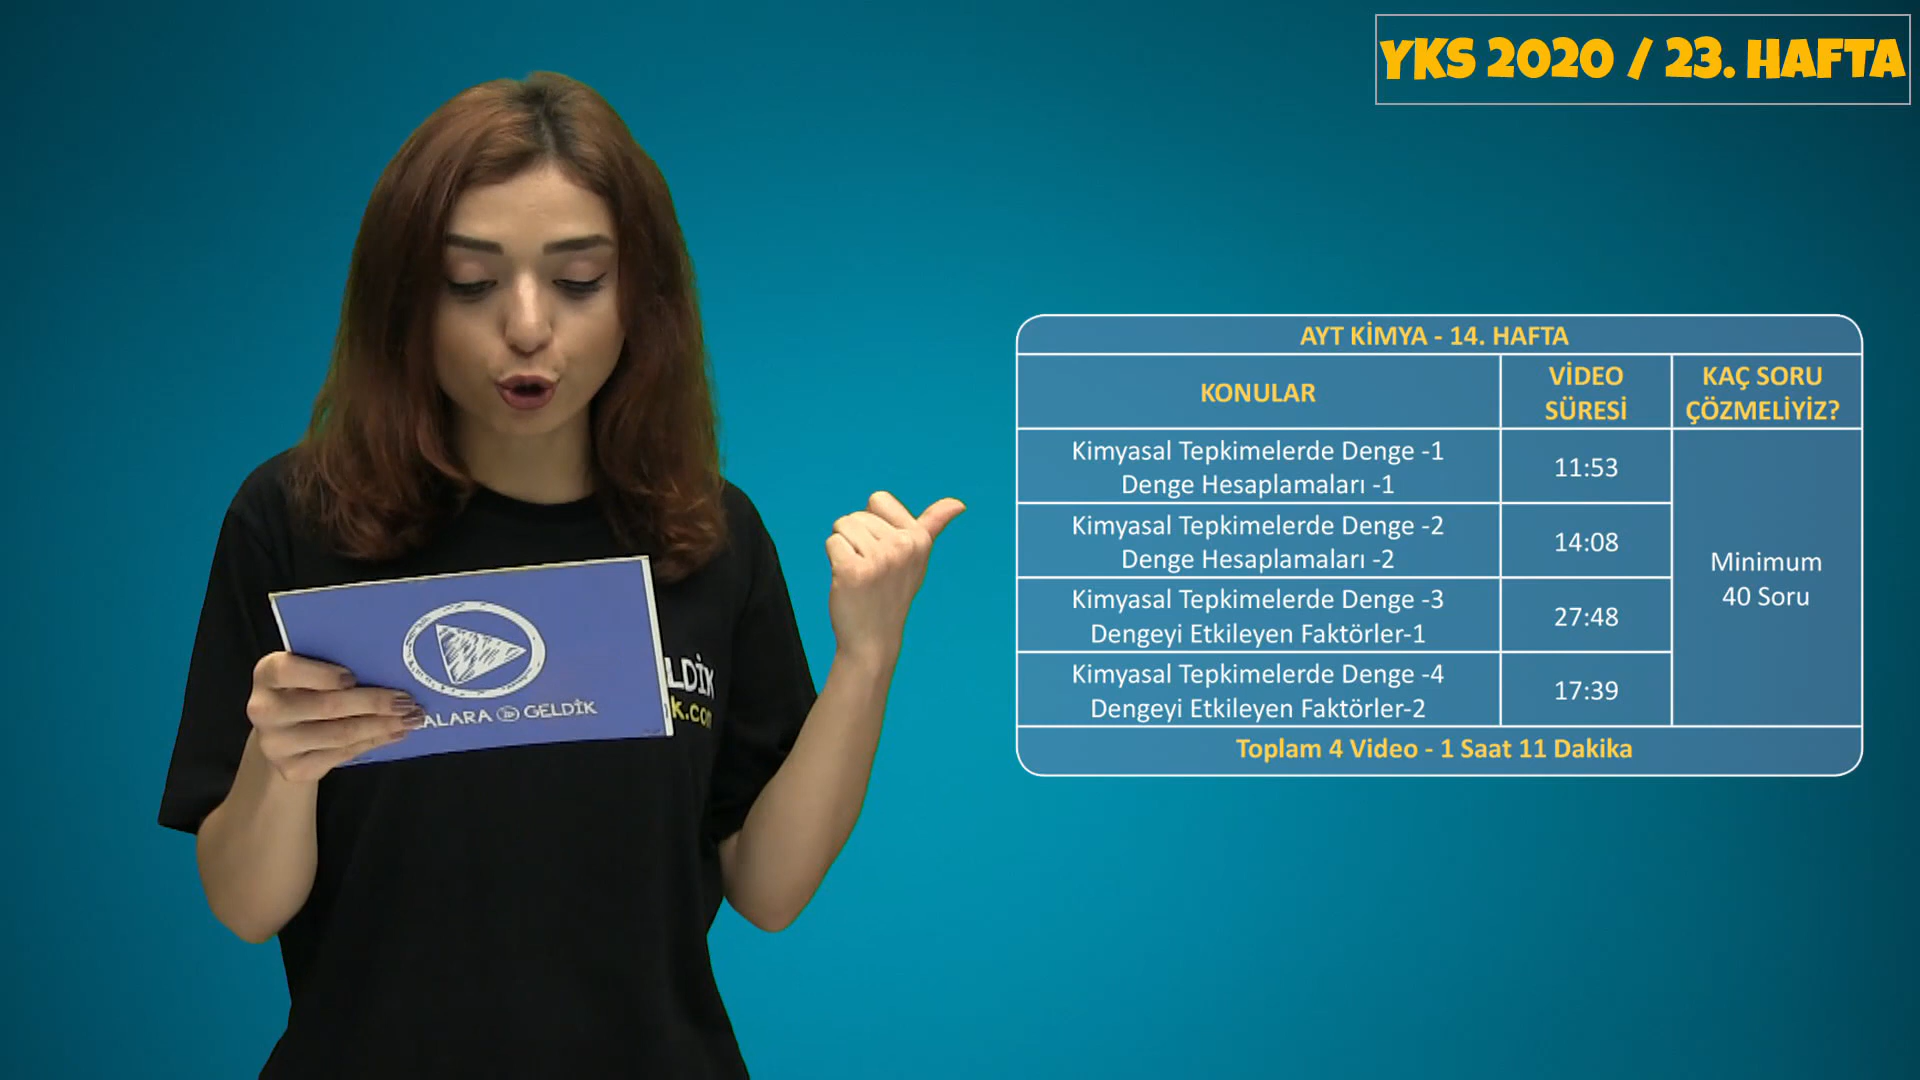 YKS 2020 / 23. HAFTA
AYT KİMYA - 14. HAFTA
KONULAR
VİDEO
SÜRESİ
KAÇ SORU
ÇÖZMELİYİZ?
Kimyasal Tepkimelerde Denge -1
Denge Hesaplamaları -1
11:53
Kimyasal Tepkimelerde Denge -2
Denge Hesaplamaları -2
14:08
Kimyasal Tepkimelerde Denge -3
Dengeyi Etkileyen Faktörler-1
27:48
Kimyasal Tepkimelerde Denge -4
Dengeyi Etkileyen Faktörler-2
17:39
Minimum
40 Soru
Toplam 4 Video - 1 Saat 11 Dakika
ALARA GELDİK
LDİK
k.co